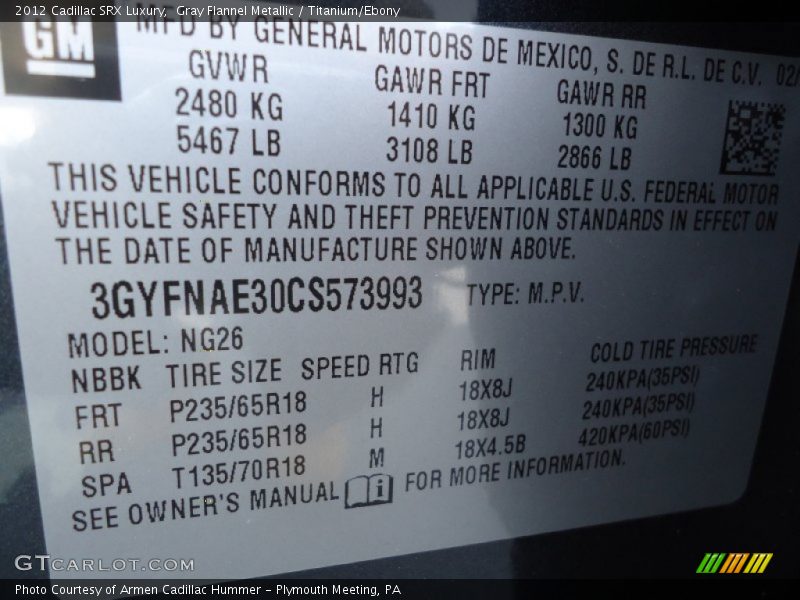 2012 Cadillac SRX Luxury, Gray Flannel Metallic / Titanium/Ebony
GM
MFD BY GENERAL MOTORS DE MEXICO, S. DE R.L. DE C.V. 02/
GVWR GAWR FRT GAWR RR
2480 KG 1410 KG 1300 KG
5467 LB 3108 LB 2866 LB
THIS VEHICLE CONFORMS TO ALL APPLICABLE U.S. FEDERAL MOTOR
VEHICLE SAFETY AND THEFT PREVENTION STANDARDS IN EFFECT ON
THE DATE OF MANUFACTURE SHOWN ABOVE.
3GYFNAE30CS573993 TYPE: M.P.V.
MODEL: NG26
NBBK TIRE SIZE SPEED RTG RIM COLD TIRE PRESSURE
FRT P235/65R18 H 18X8J 240KPA(35PSI)
RR P235/65R18 H 18X8J 240KPA(35PSI)
SPA T135/70R18 M 18X4.5B 420KPA(60PSI)
SEE OWNER'S MANUAL i FOR MORE INFORMATION.
GTCarLot.com
Photo Courtesy of Armen Cadillac Hummer – Plymouth Meeting, PA